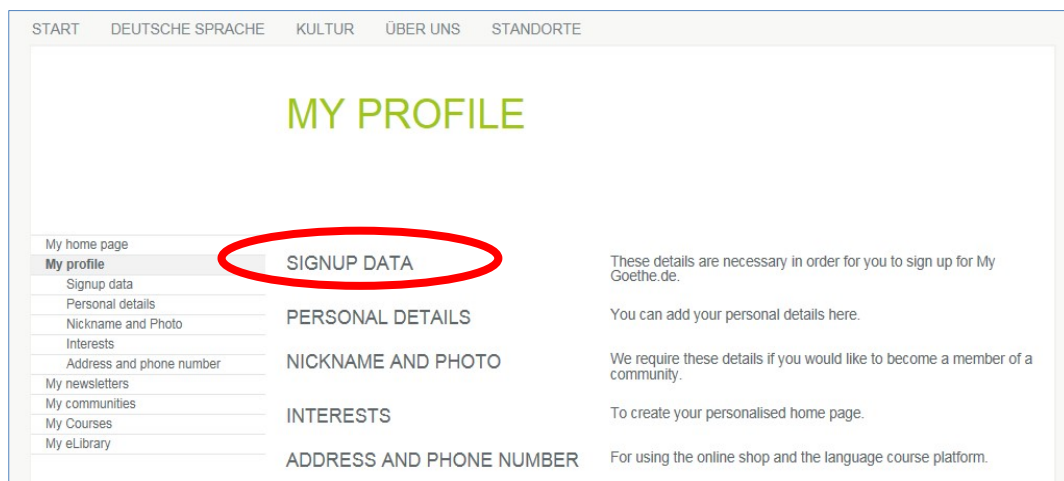 START DEUTSCHE SPRACHE KULTUR ÜBER UNS STANDORTE
MY PROFILE
My home page
My profile
Signup data
Personal details
Nickname and Photo
Interests
Address and phone number
My newsletters
My communities
My Courses
My eLibrary
SIGNUP DATA
These details are necessary in order for you to sign up for My
Goethe.de.
PERSONAL DETAILS
You can add your personal details here.
NICKNAME AND PHOTO
We require these details if you would like to become a member of a
community.
INTERESTS
To create your personalised home page.
ADDRESS AND PHONE NUMBER
For using the online shop and the language course platform.